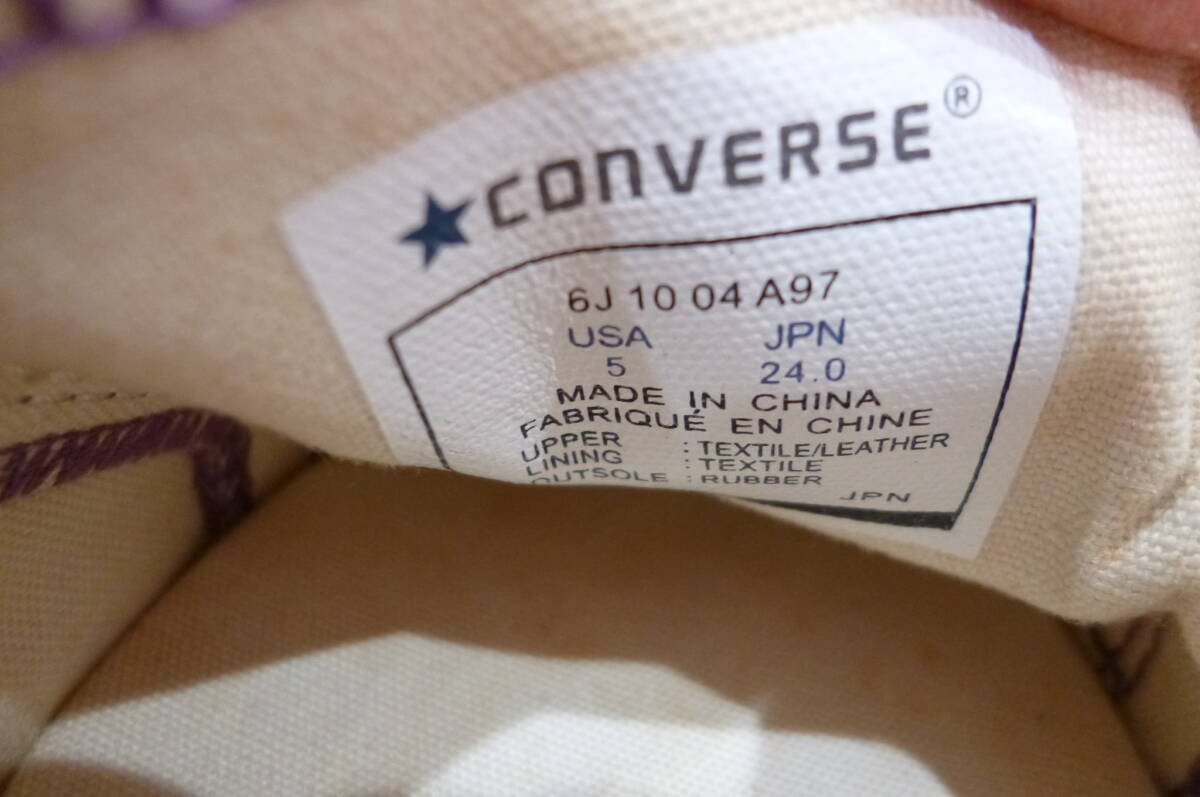 CONVERSE®
6J 10 04 A97
USA JPN
5 24.0
MADE IN CHINA
FABRIQUÉ EN CHINE
UPPER : TEXTILE/LEATHER
LINING : TEXTILE
OUTSOLE : RUBBER
JPN